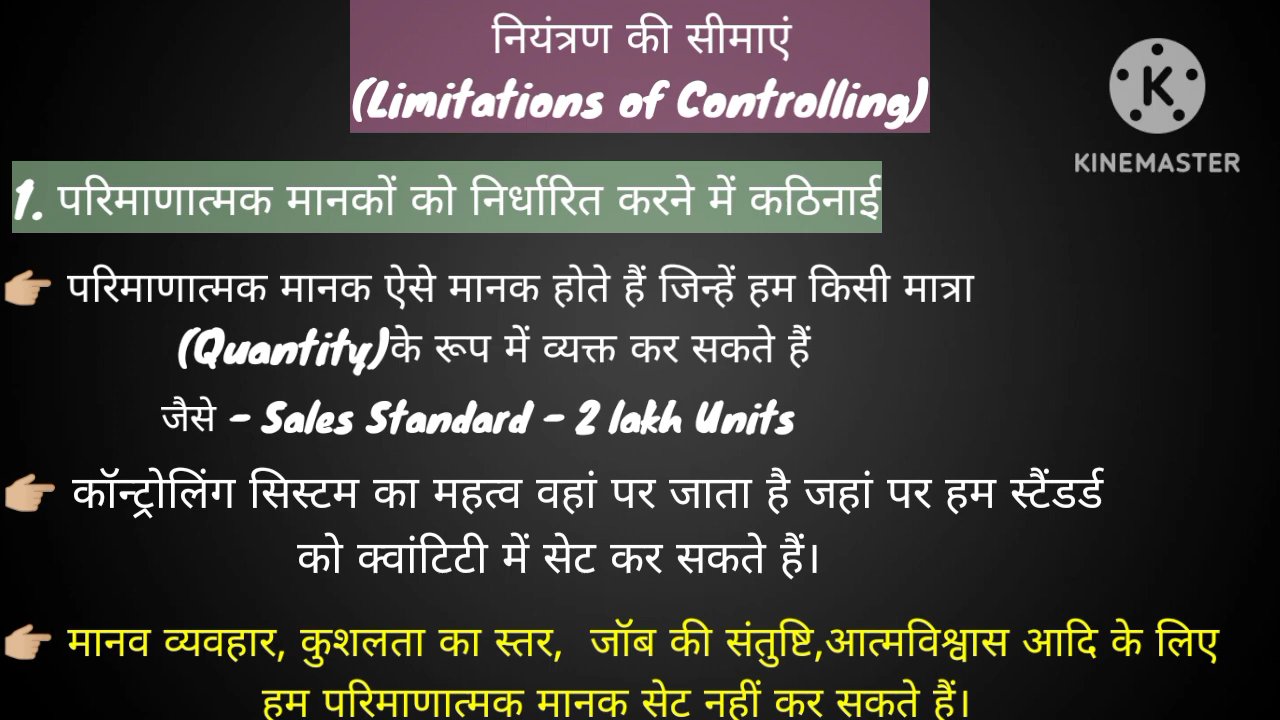 नियंत्रण की सीमाएं
(Limitations of Controlling)
K
KINEMASTER
1. परिमाणात्मक मानकों को निर्धारित करने में कठिनाई
👉🏼 परिमाणात्मक मानक ऐसे मानक होते हैं जिन्हें हम किसी मात्रा
(Quantity)के रूप में व्यक्त कर सकते हैं
जैसे - Sales Standard - 2 lakh Units
👉🏼 कॉन्ट्रोलिंग सिस्टम का महत्व वहां पर जाता है जहां पर हम स्टैंडर्ड
को क्वांटिटी में सेट कर सकते हैं।
👉🏼 मानव व्यवहार, कुशलता का स्तर, जॉब की संतुष्टि,आत्मविश्वास आदि के लिए
हम परिमाणात्मक मानक सेट नहीं कर सकते हैं।